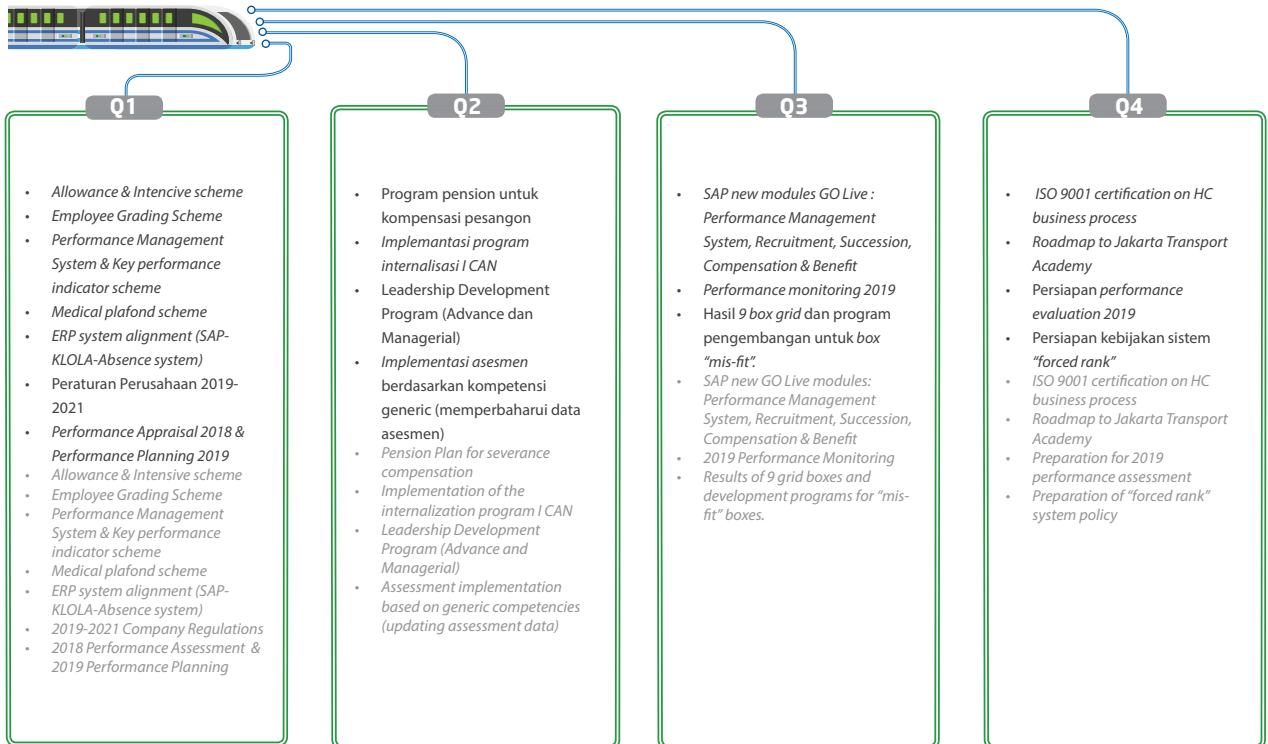 Q1
• Allowance & Intencive scheme
• Employee Grading Scheme
• Performance Management
System & Key performance
indicator scheme
• Medical plafond scheme
• ERP system alignment (SAP-
KLOLA-Absence system)
• Peraturan Perusahaan 2019-
2021
• Performance Appraisal 2018 &
Performance Planning 2019
• Allowance & Intensive scheme
• Employee Grading Scheme
• Performance Management
System & Key performance
indicator scheme
• Medical plafond scheme
• ERP system alignment (SAP-
KLOLA-Absence system)
• 2019-2021 Company Regulations
• 2018 Performance Assessment &
2019 Performance Planning
Q2
• Program pension untuk
kompensasi pesangon
• Implemantasi program
internalisasi I CAN
• Leadership Development
Program (Advance dan
Managerial)
• Implementasi asesmen
berdasarkan kompetensi
generic (memperbaharui data
asesmen)
• Pension Plan for severance
compensation
• Implementation of the
internalization program I CAN
• Leadership Development
Program (Advance and
Managerial)
• Assessment implementation
based on generic competencies
(updating assessment data)
Q3
• SAP new modules GO Live :
Performance Management
System, Recruitment, Succession,
Compensation & Benefit
• Performance monitoring 2019
• Hasil 9 box grid dan program
pengembangan untuk box
“mis-fit”.
• SAP new GO Live modules:
Performance Management
System, Recruitment, Succession,
Compensation & Benefit
• 2019 Performance Monitoring
• Results of 9 grid boxes and
development programs for “mis-
fit” boxes.
Q4
• ISO 9001 certification on HC
business process
• Roadmap to Jakarta Transport
Academy
• Persiapan performance
evaluation 2019
• Persiapan kebijakan sistem
“forced rank”
• ISO 9001 certification on HC
business process
• Roadmap to Jakarta Transport
Academy
• Preparation for 2019
performance assessment
• Preparation of “forced rank”
system policy